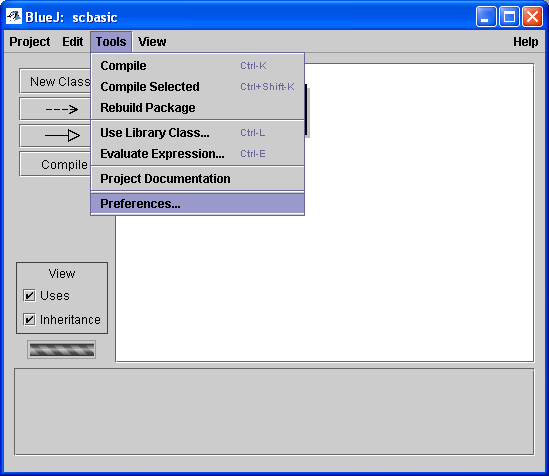 BlueJ: scbasic
Project Edit Tools View Help
New Class
Compile Ctrl-K
Compile Selected Ctrl+Shift-K
Rebuild Package
Use Library Class... Ctrl-L
Evaluate Expression... Ctrl-E
Project Documentation
Preferences...
Compile
View
Uses
Inheritance